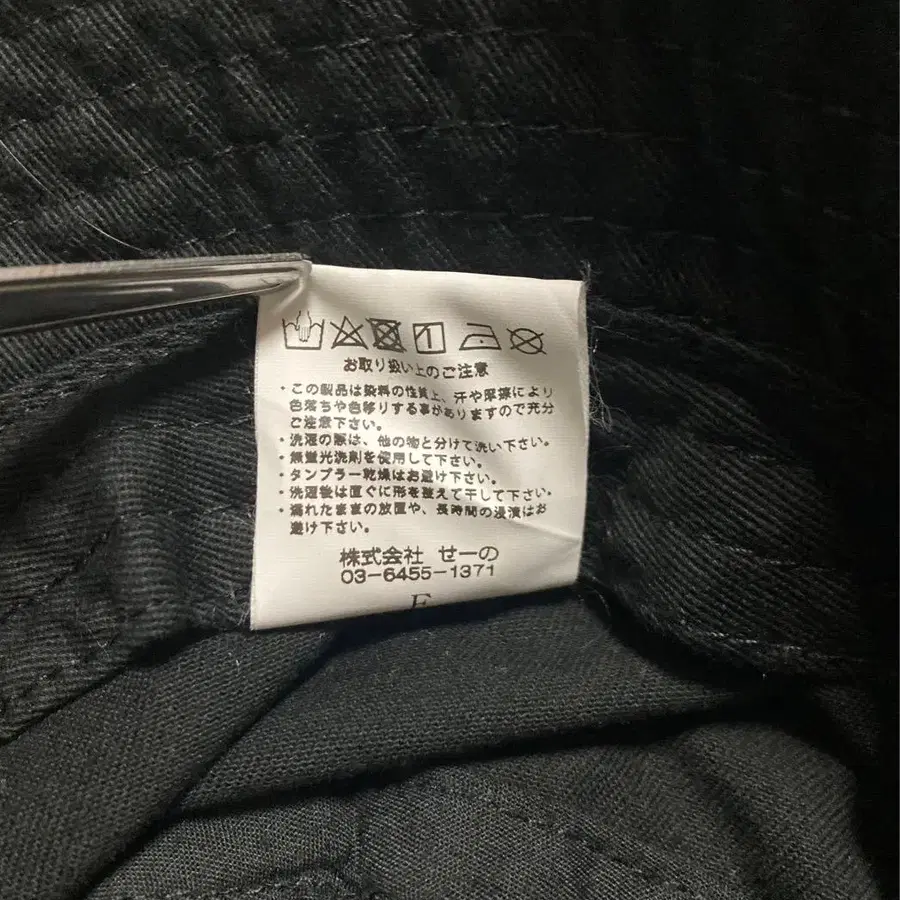 お取り扱い上のご注意
・この製品は染料の性質上、汗や摩擦により
色落ちや色移りする事がありますので充分
ご注意下さい。
・洗濯の際は、他の物と分けて洗い下さい。
・無蛍光洗剤を使用して下さい。
・タンブラー乾燥はお避け下さい。
・洗濯後は直ぐに形を整えて干して下さい。
・濡れたままの放置や、長時間の浸漬はお
避け下さい。
株式会社 せーの
03-6455-1371